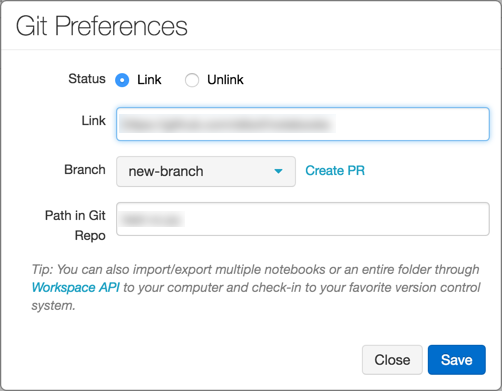 Git Preferences
Status Link Unlink
Link
Branch new-branch Create PR
Path in Git
Repo
Tip: You can also import/export multiple notebooks or an entire folder through
Workspace API to your computer and check-in to your favorite version control
system.
Close Save